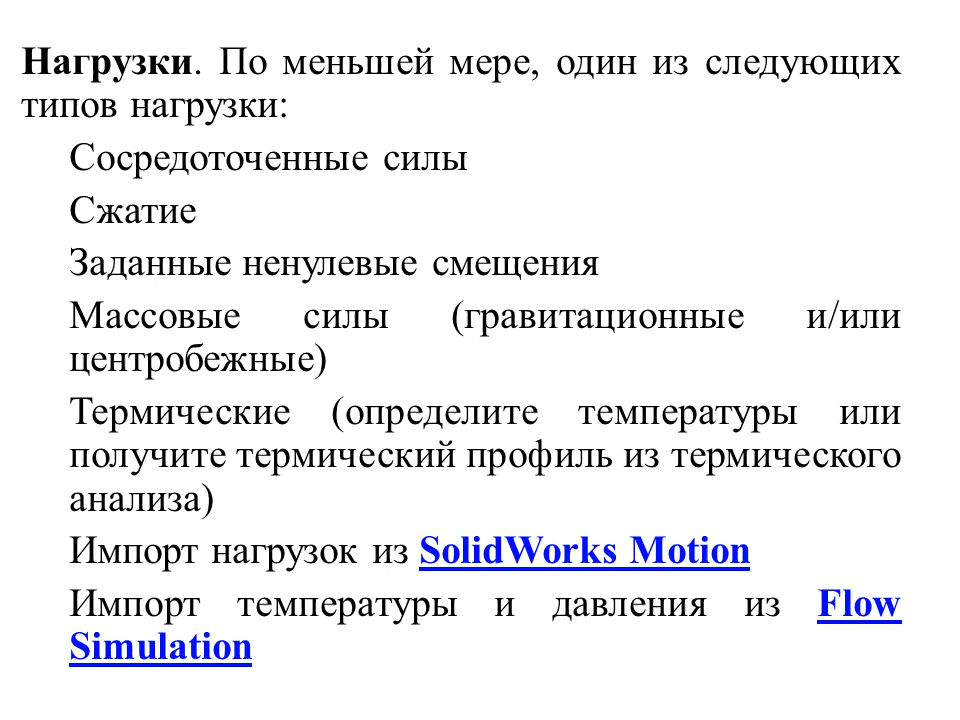 Нагрузки. По меньшей мере, один из следующих
типов нагрузки:
Сосредоточенные силы
Сжатие
Заданные ненулевые смещения
Массовые силы (гравитационные и/или
центробежные)
Термические (определите температуры или
получите термический профиль из термического
анализа)
Импорт нагрузок из SolidWorks Motion
Импорт температуры и давления из Flow
Simulation